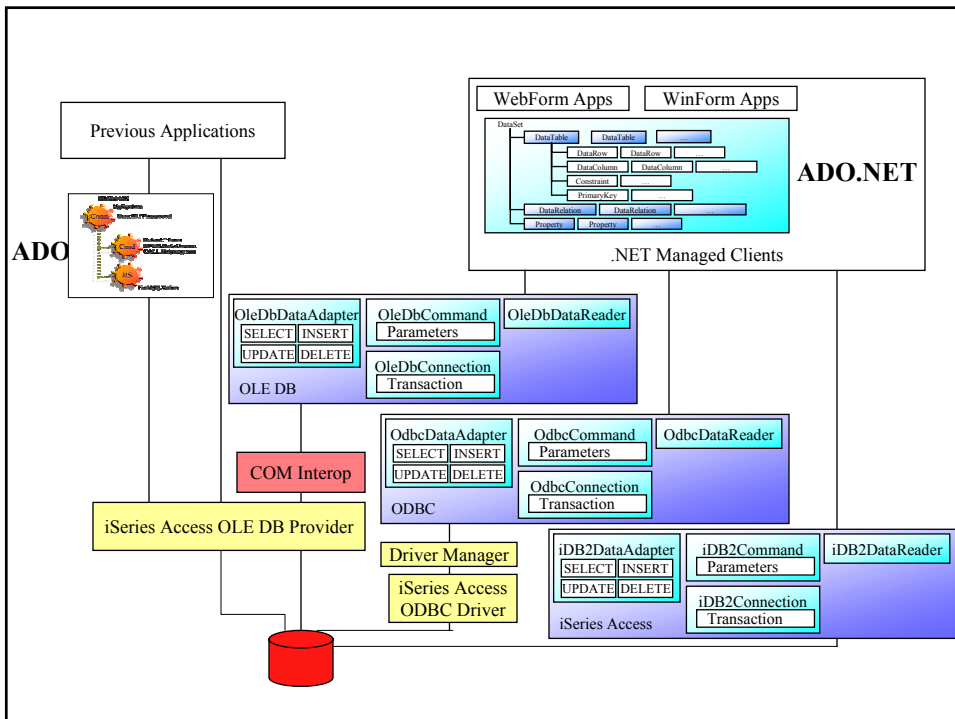 WebForm Apps
WinForm Apps
Previous Applications
DataSet
DataTable
DataTable
...
DataRow
DataRow
...
DataColumn
DataColumn
...
Constraint
...
PrimaryKey
...
DataRelation
DataRelation
...
Property
Property
...
ADO.NET
.NET Managed Clients
ADO
Conn
Cmd
RS
OleDbDataAdapter
SELECT
INSERT
UPDATE
DELETE
OleDbCommand
Parameters
OleDbConnection
Transaction
OleDbDataReader
OLE DB
OdbcDataAdapter
SELECT
INSERT
UPDATE
DELETE
OdbcCommand
Parameters
OdbcConnection
Transaction
OdbcDataReader
ODBC
COM Interop
iSeries Access OLE DB Provider
Driver Manager
iSeries Access
ODBC Driver
iDB2DataAdapter
SELECT
INSERT
UPDATE
DELETE
iDB2Command
Parameters
iDB2Connection
Transaction
iDB2DataReader
iSeries Access